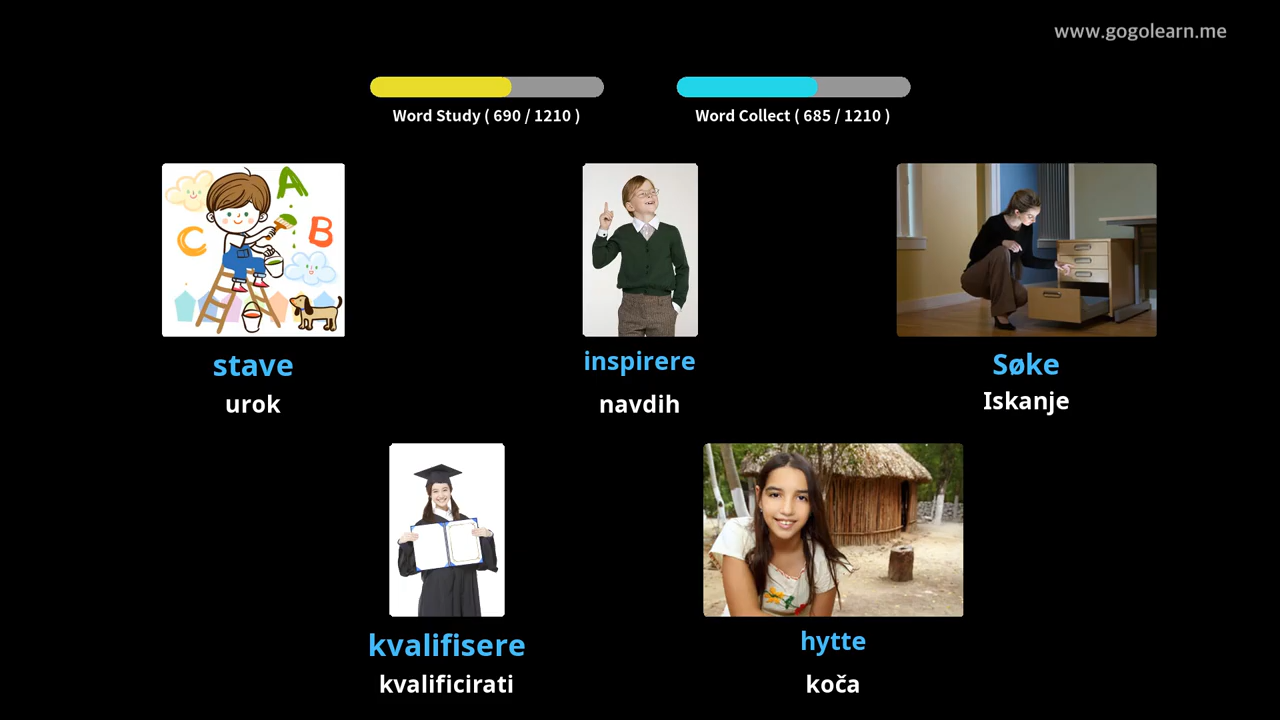 www.gogolearn.me
Word Study ( 690 / 1210 )
Word Collect ( 685 / 1210 )
A
B
C
stave
urok
inspirere
navdih
Søke
Iskanje
kvalifisere
kvalificirati
hytte
koča